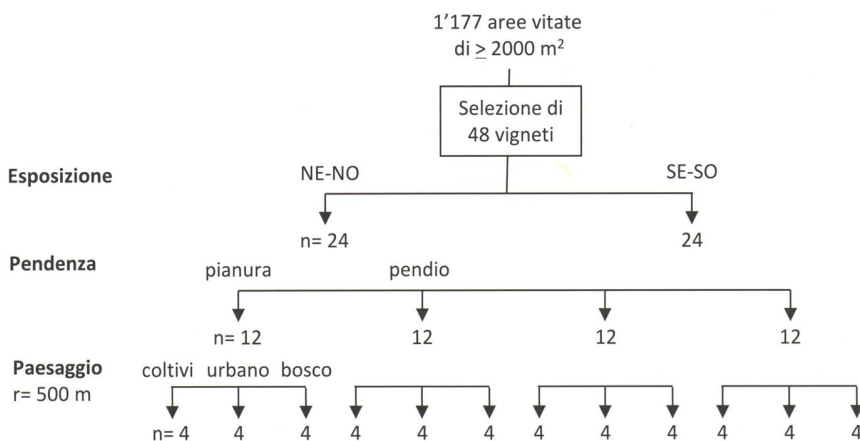 1'177 aree vitate
di ≥ 2000 m²
Selezione di
48 vigneti
Esposizione
NE-NO
SE-SO
n= 24
24
Pendenza
pianura
pendio
n= 12
12
12
12
Paesaggio
r= 500 m
coltivi urbano bosco
n= 4 4 4 4 4 4 4 4 4 4 4 4